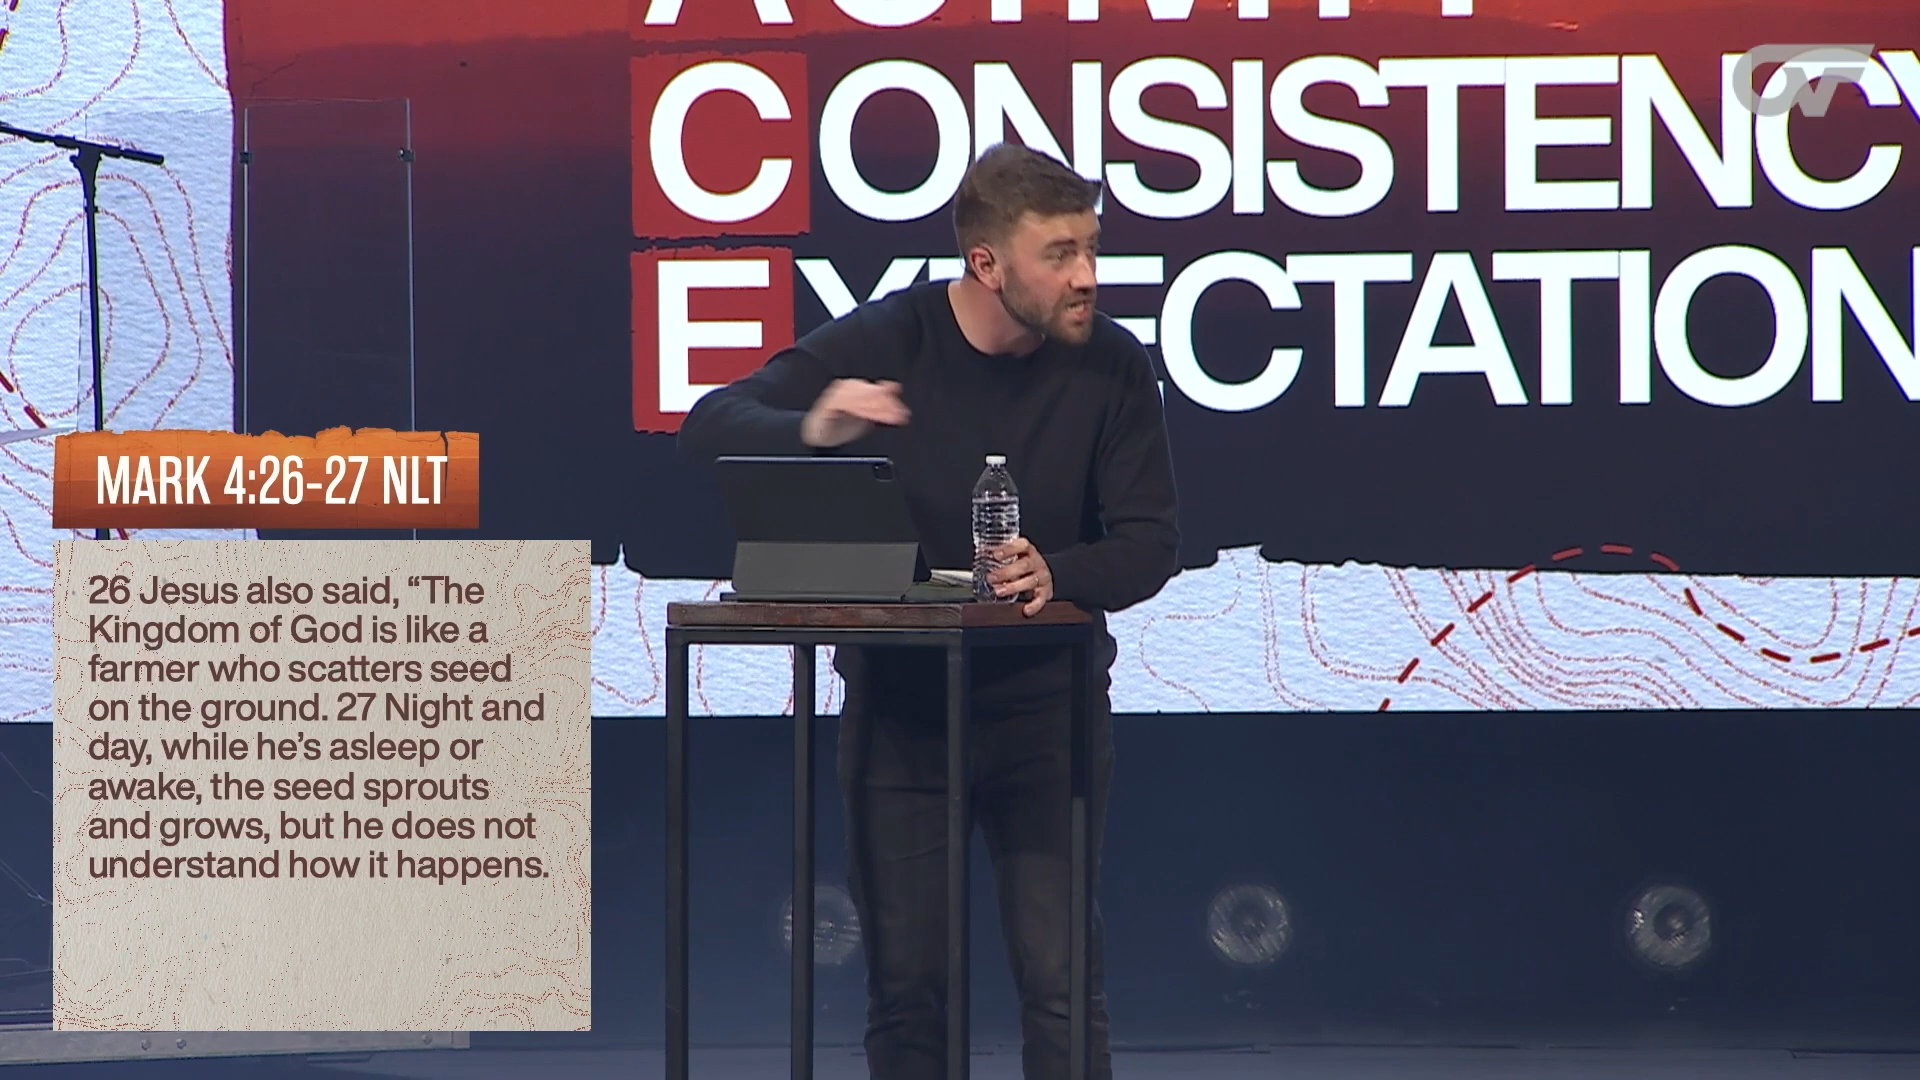 ACTIVITY
CONSISTENCY
EXPECTATION
MARK 4:26-27 NLT
26 Jesus also said, “The
Kingdom of God is like a
farmer who scatters seed
on the ground. 27 Night and
day, while he’s asleep or
awake, the seed sprouts
and grows, but he does not
understand how it happens.